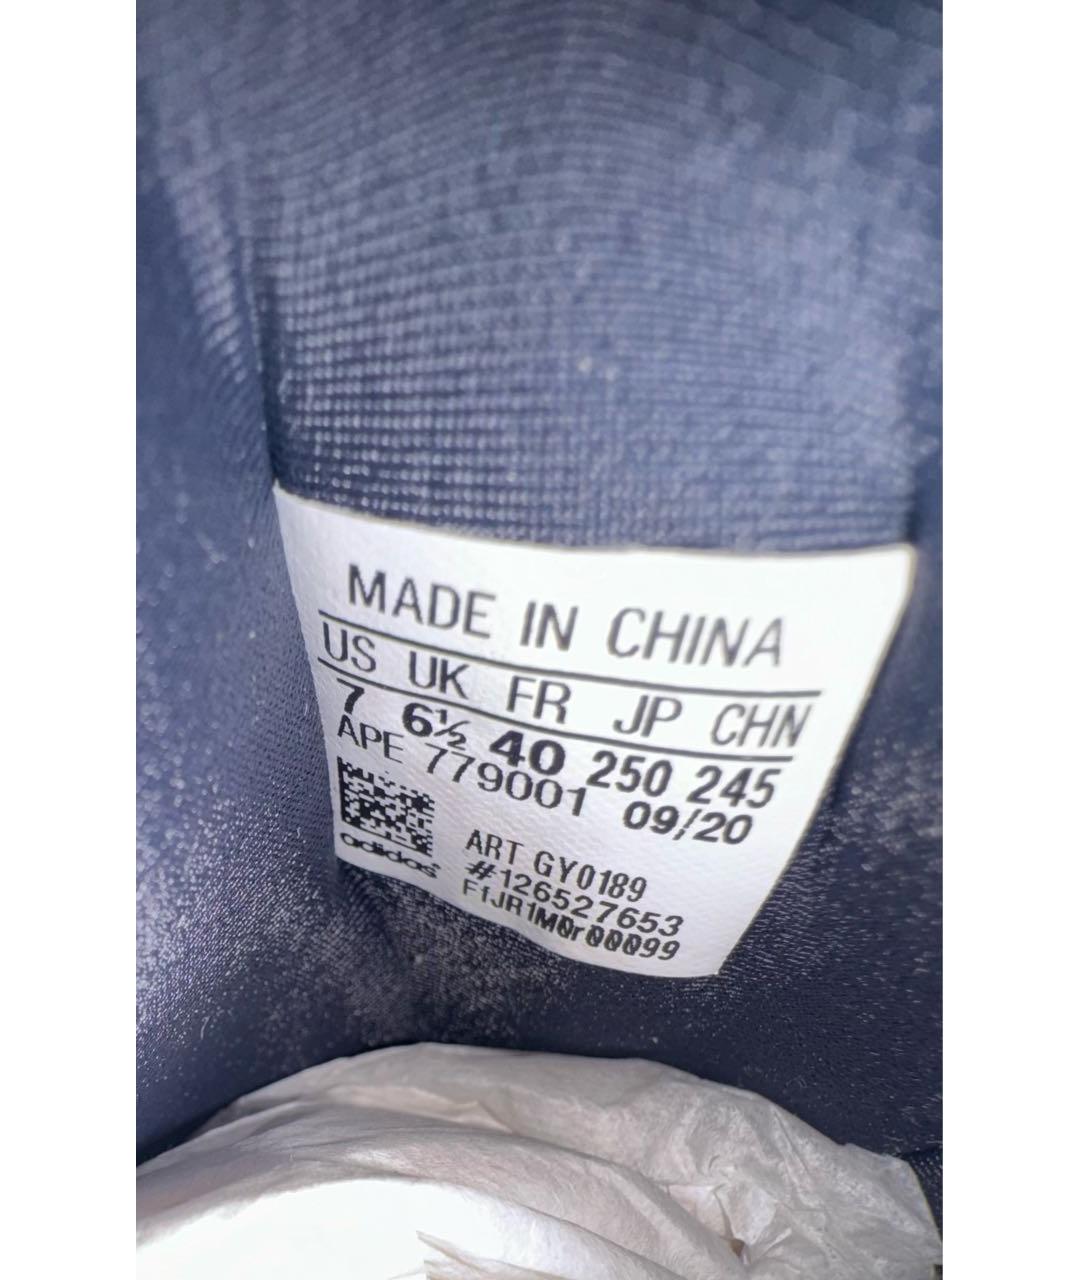 MADE IN CHINA
US UK FR JP CHN
7 6½ 40 250 245
APE 779001 09/20
ART GY0189
#126527653
F1JR1M0r00099
adidas